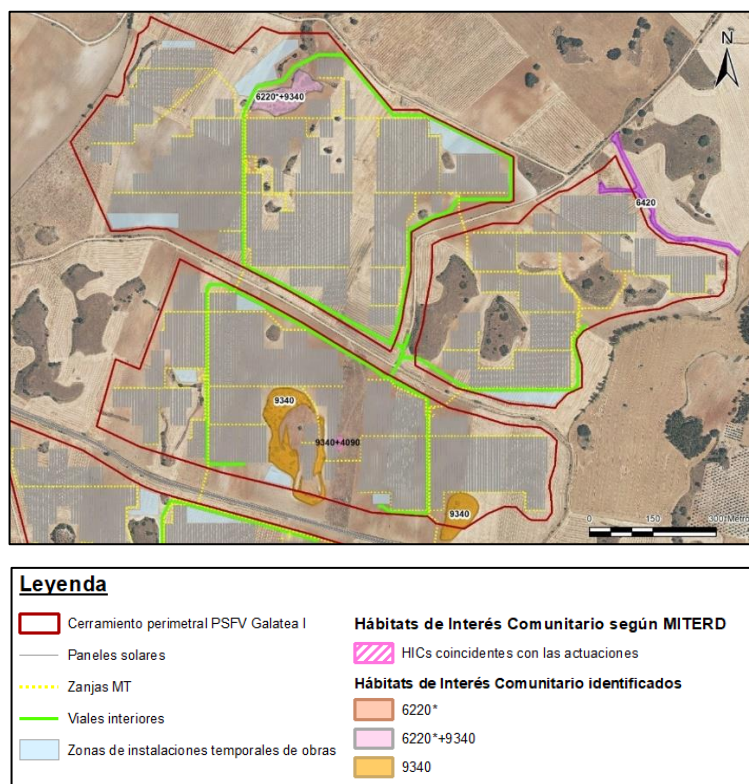 N
6220*+9340
6420
9340
9340+4090
9340
0 150 300 Metros
Leyenda
Cerramiento perimetral PSFV Galatea I
Paneles solares
Zanjas MT
Viales interiores
Zonas de instalaciones temporales de obras
Hábitats de Interés Comunitario según MITERD
HICs coincidentes con las actuaciones
Hábitats de Interés Comunitario identificados
6220*
6220*+9340
9340